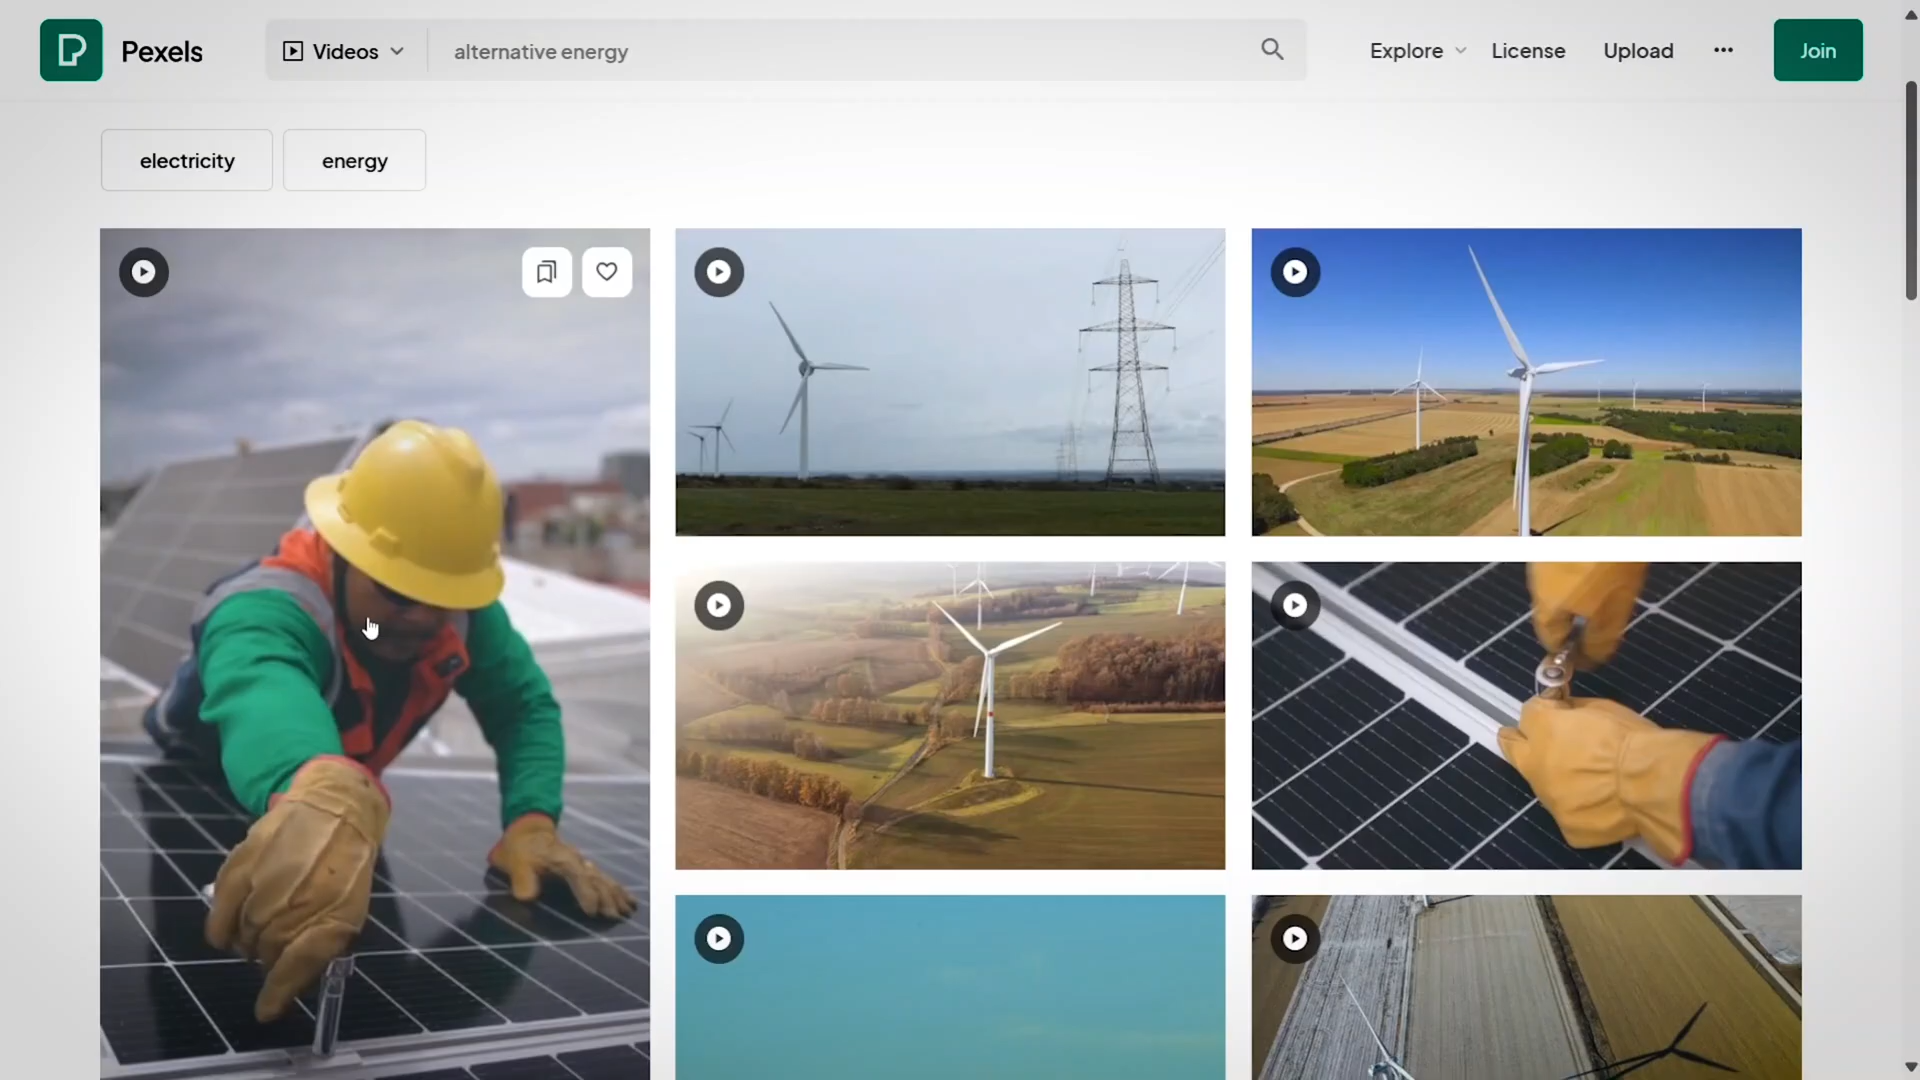 Pexels
Videos
alternative energy
Explore
License
Upload
Join
electricity
energy